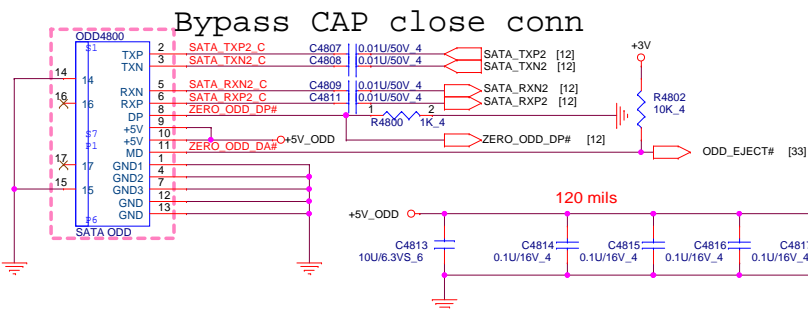 Bypass CAP close conn
ODD4800
S1
14 14
16 16
S7
P1
17 17
15 15
P6
SATA ODD
TXP 2 SATA_TXP2_C C4807 0.01U/50V_4 SATA_TXP2 [12]
TXN 3 SATA_TXN2_C C4808 0.01U/50V_4 SATA_TXN2 [12]
RXN 5 SATA_RXN2_C C4809 0.01U/50V_4 SATA_RXN2 [12]
RXP 6 SATA_RXP2_C C4811 0.01U/50V_4 SATA_RXP2 [12]
DP 8 ZERO_ODD_DP# 1 2
R4800 1K_4
+5V 9
+5V 10 +5V_ODD ZERO_ODD_DP# [12]
MD 11 ZERO_ODD_DA# ODD_EJECT# [33]
GND1 1
GND2 4
GND3 7
GND 12
GND 13
+3V
R4802
10K_4
120 mils
+5V_ODD
C4813
10U/6.3VS_6
C4814
0.1U/16V_4
C4815
0.1U/16V_4
C4816
0.1U/16V_4
C4817
0.1U/16V_4